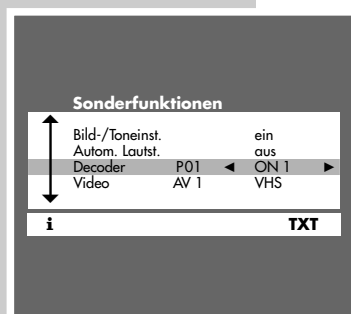 Sonderfunktionen
Bild-/Toneinst. ein
Autom. Lautst. aus
Decoder P01 ◄ ON 1 ►
Video AV 1 VHS
i TXT